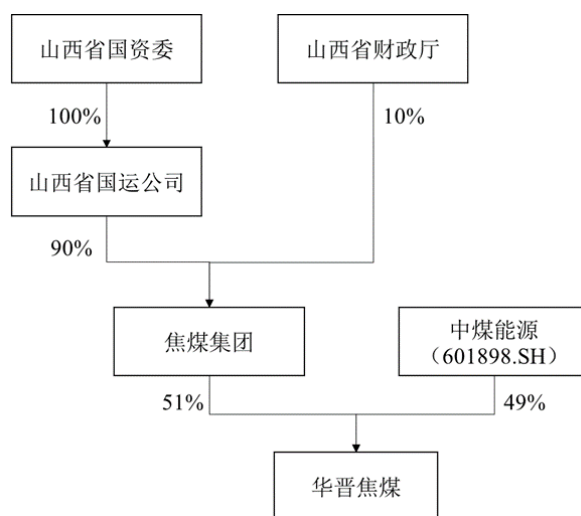 山西省国资委
山西省财政厅
100%
10%
山西省国运公司
90%
焦煤集团
中煤能源
（601898.SH）
51%
49%
华晋焦煤